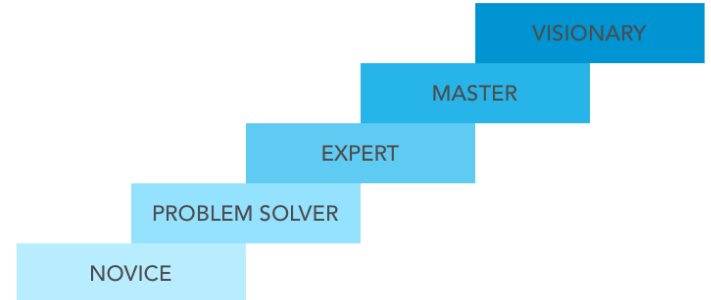 VISIONARY
MASTER
EXPERT
PROBLEM SOLVER
NOVICE